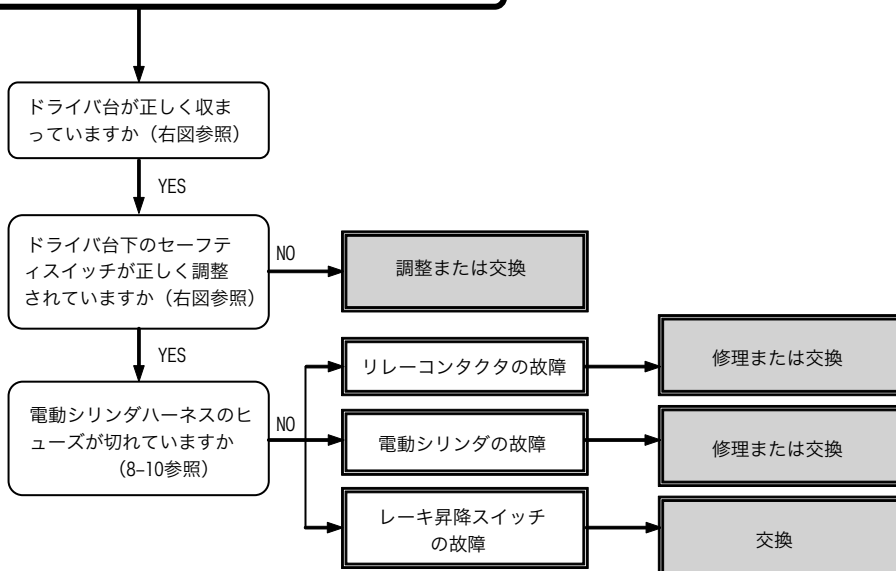 ドライバ台が正しく収ま
っていますか（右図参照）
YES
ドライバ台下のセーフテ
ィスイッチが正しく調整
されていますか（右図参照）
NO
調整または交換
YES
電動シリンダハーネスのヒ
ューズが切れていますか
（8–10参照）
NO
リレーコンタクタの故障
修理または交換
電動シリンダの故障
修理または交換
レーキ昇降スイッチ
の故障
交換